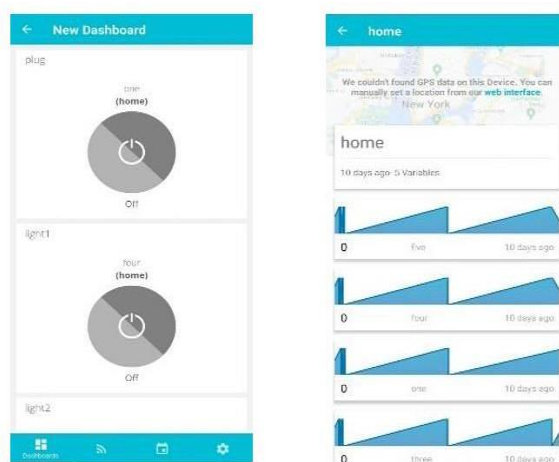 New Dashboard
plug
one
(home)
Off
light1
four
(home)
Off
light2
Dashboards
home
We couldn't found GPS data on this Device. You can
manually set a location from our web interface
New York
home
10 days ago 5 Variables
0 five 10 days ago
0 four 10 days ago
0 one 10 days ago
0 three 10 days ago